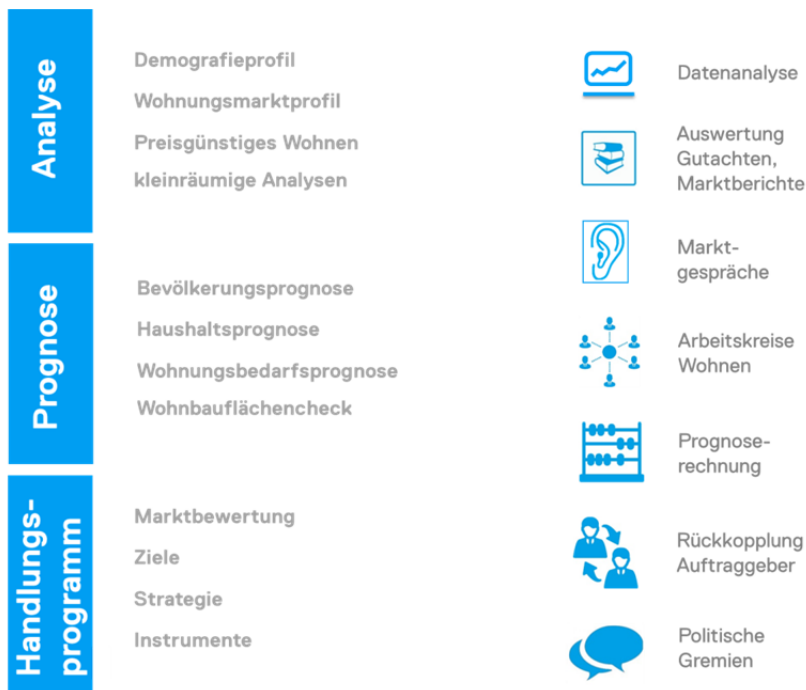 Analyse
Demografieprofil
Wohnungsmarktprofil
Preisgünstiges Wohnen
kleinräumige Analysen
Prognose
Bevölkerungsprognose
Haushaltsprognose
Wohnungsbedarfsprognose
Wohnbauflächencheck
Handlungs-
programm
Marktbewertung
Ziele
Strategie
Instrumente
Datenanalyse
Auswertung
Gutachten,
Marktberichte
Markt-
gespräche
Arbeitskreise
Wohnen
Prognose-
rechnung
Rückkopplung
Auftraggeber
Politische
Gremien